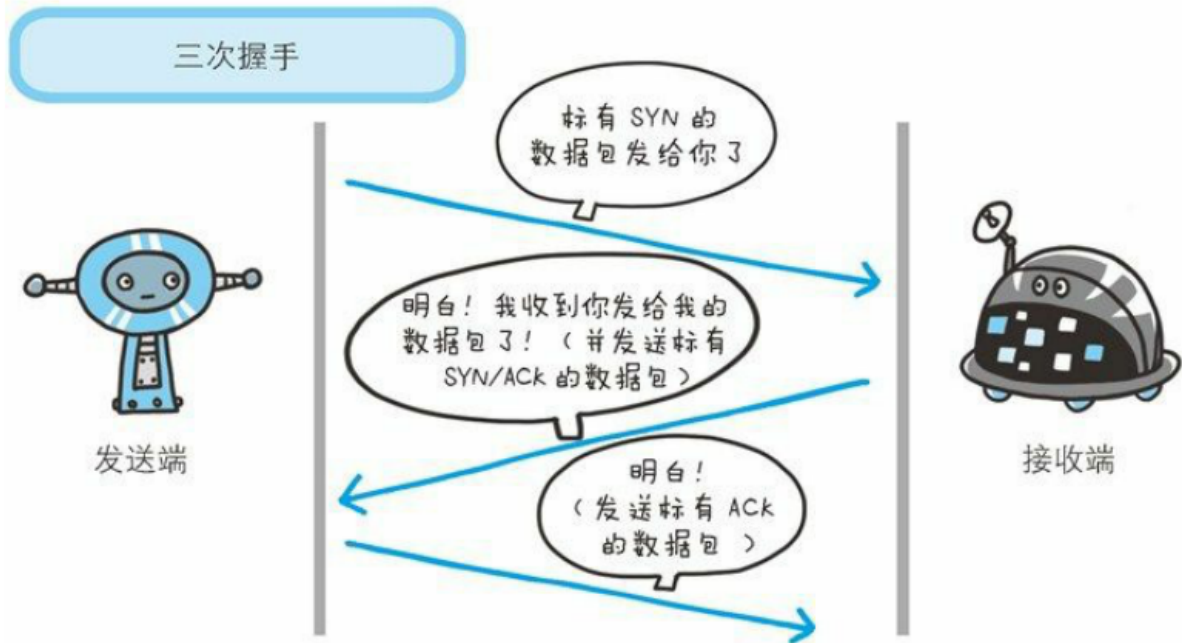 三次握手
标有 SYN 的
数据包发给你了
明白！我收到你发给我的
数据包了！（并发送标有
SYN/ACK 的数据包）
发送端
接收端
明白！
（发送标有 ACK
的数据包 ）